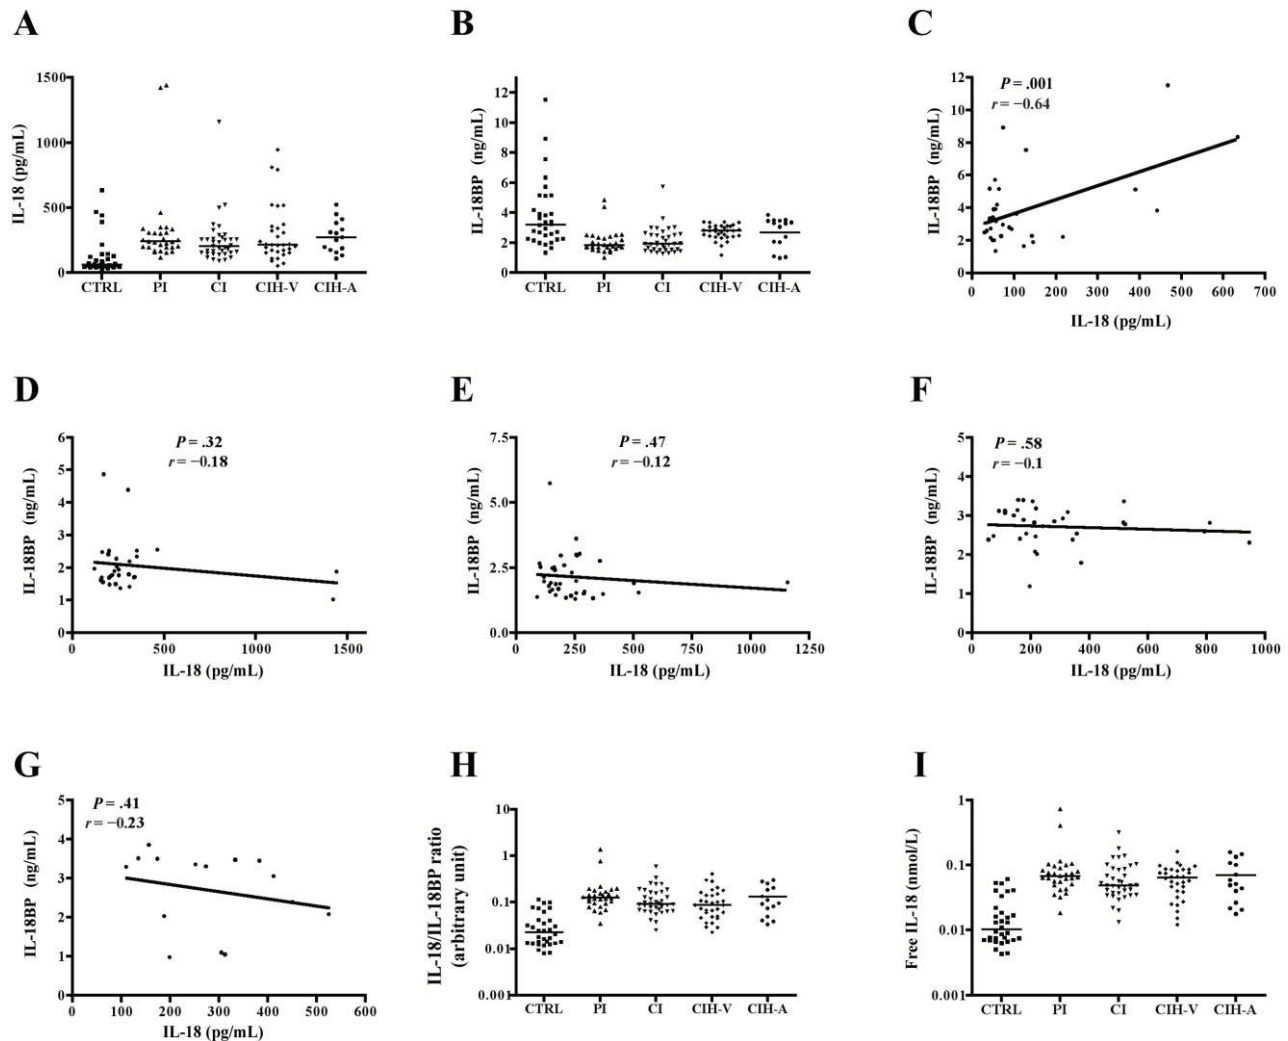 A
IL-18 (pg/mL)
1500
1000
500
0
CTRL PI CI CIH-V CIH-A
B
IL-18BP (ng/mL)
12
10
8
6
4
2
0
CTRL PI CI CIH-V CIH-A
C
P = .001
r = −0.64
IL-18BP (ng/mL)
12
10
8
6
4
2
0
0 100 200 300 400 500 600 700
IL-18 (pg/mL)
D
P = .32
r = −0.18
IL-18BP (ng/mL)
6
5
4
3
2
1
0
0 500 1000 1500
IL-18 (pg/mL)
E
P = .47
r = −0.12
IL-18BP (ng/mL)
7.5
5.0
2.5
0.0
0 250 500 750 1000 1250
IL-18 (pg/mL)
F
P = .58
r = −0.1
IL-18BP (ng/mL)
5
4
3
2
1
0
0 200 400 600 800 1000
IL-18 (pg/mL)
G
P = .41
r = −0.23
IL-18BP (ng/mL)
5
4
3
2
1
0
0 100 200 300 400 500 600
IL-18 (pg/mL)
H
IL-18/IL-18BP ratio
(arbitrary unit)
10
1
0.1
0.01
0.001
CTRL PI CI CIH-V CIH-A
I
Free IL-18 (nmol/L)
1
0.1
0.01
0.001
CTRL PI CI CIH-V CIH-A